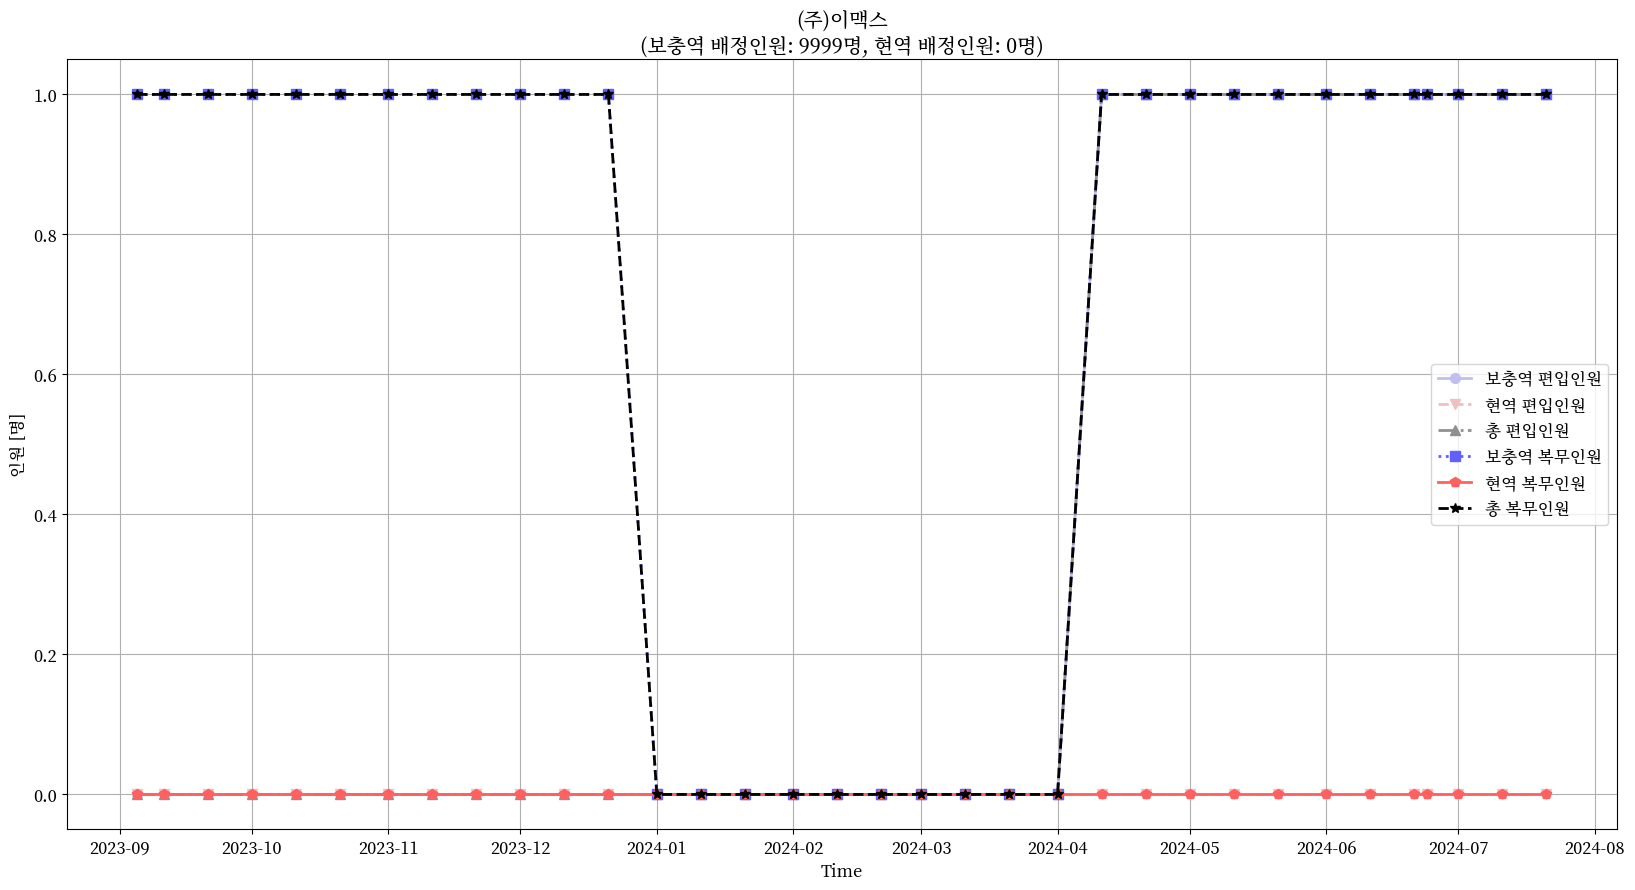 (주)이맥스
(보충역 배정인원: 9999명, 현역 배정인원: 0명)
인원 [명]
1.0
0.8
0.6
0.4
0.2
0.0
보충역 편입인원
현역 편입인원
총 편입인원
보충역 복무인원
현역 복무인원
총 복무인원
2023-09 2023-10 2023-11 2023-12 2024-01 2024-02 2024-03 2024-04 2024-05 2024-06 2024-07 2024-08
Time